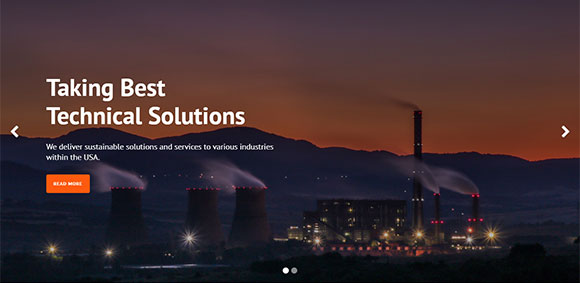 Taking Best
Technical Solutions
We deliver sustainable solutions and services to various industries
within the USA.
READ MORE